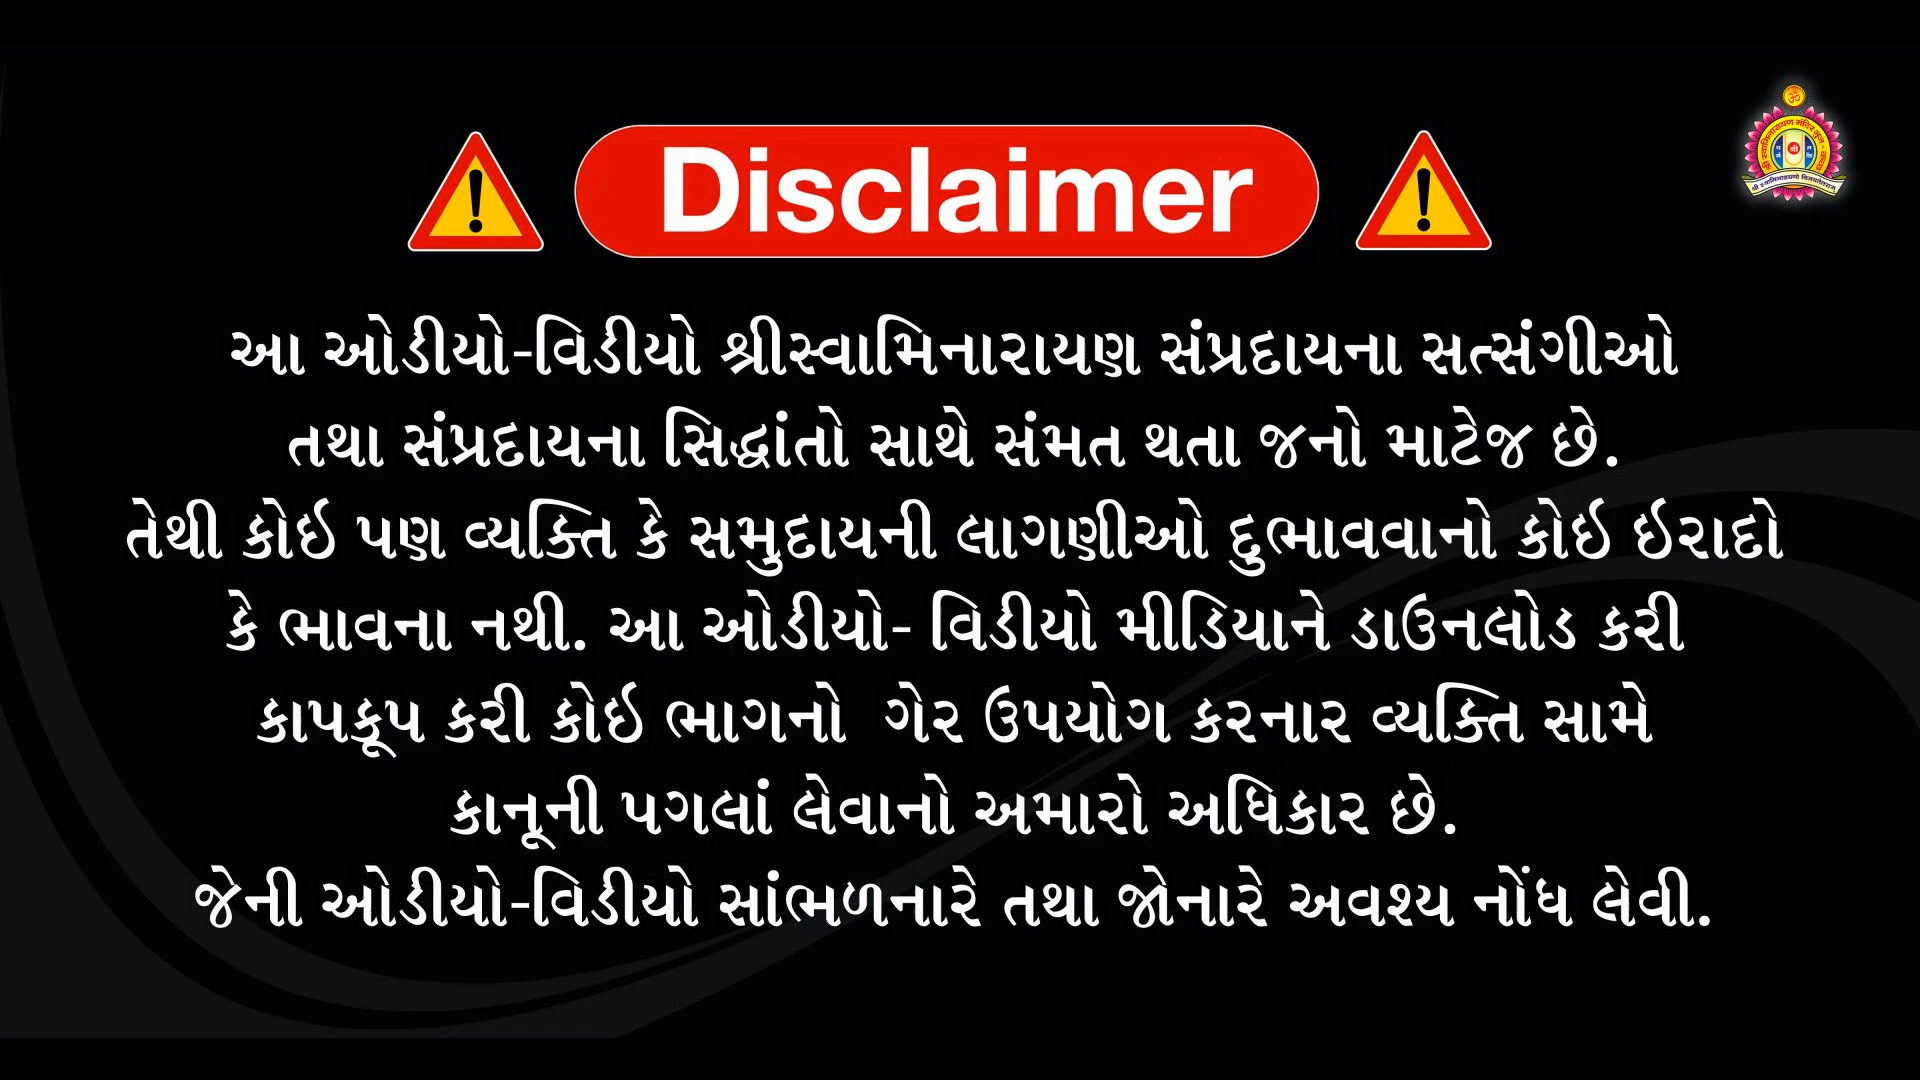 Disclaimer
આ ઓડીયો-વિડીયો શ્રીસ્વામિનારાયણ સંપ્રદાયના સત્સંગીઓ
તથા સંપ્રદાયના સિદ્ધાંતો સાથે સંમત થતા જનો માટેજ છે.
તેથી કોઇ પણ વ્યક્તિ કે સમુદાયની લાગણીઓ દુભાવવાનો કોઇ ઇરાદો
કે ભાવના નથી. આ ઓડીયો- વિડીયો મીડિયાને ડાઉનલોડ કરી
કાપકૂપ કરી કોઇ ભાગનો ગેર ઉપયોગ કરનાર વ્યક્તિ સામે
કાનૂની પગલાં લેવાનો અમારો અધિકાર છે.
જેની ઓડીયો-વિડીયો સાંભળનારે તથા જોનારે અવશ્ય નોંધ લેવી.